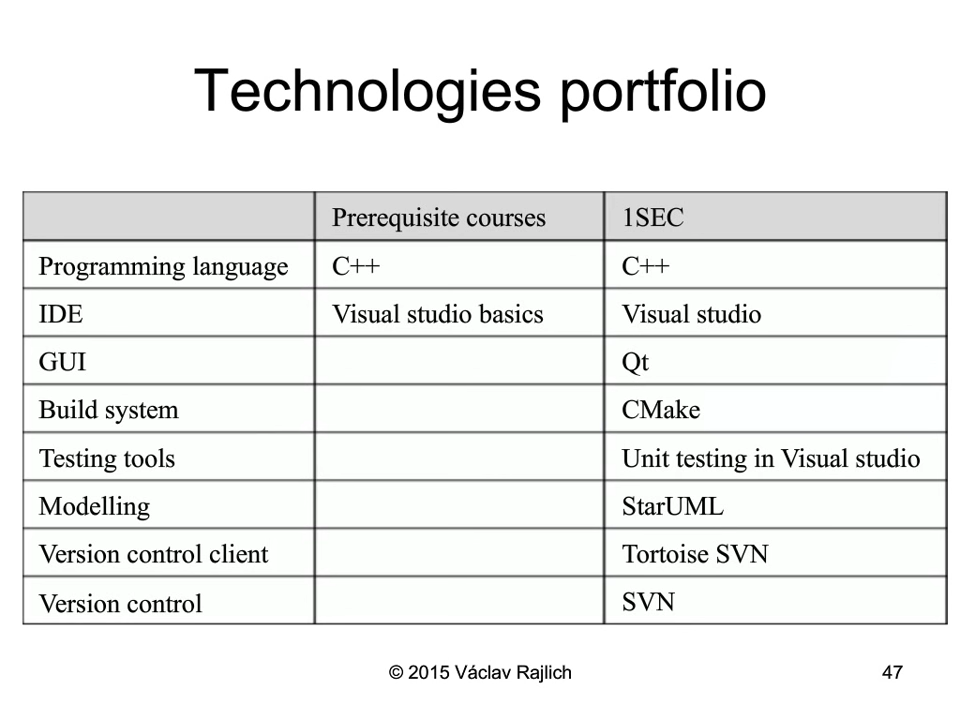 Technologies portfolio
Prerequisite courses 1SEC
Programming language C++ C++
IDE Visual studio basics Visual studio
GUI Qt
Build system CMake
Testing tools Unit testing in Visual studio
Modelling StarUML
Version control client Tortoise SVN
Version control SVN
© 2015 Václav Rajlich 47